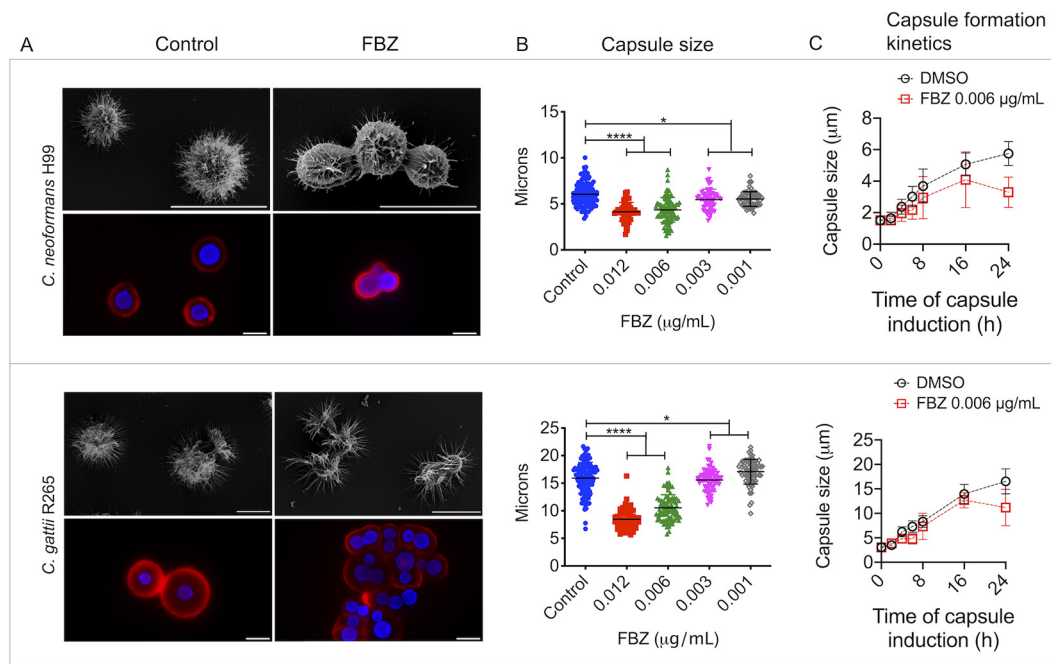 A
Control
FBZ
B
Capsule size
C
Capsule formation
kinetics
C. neoformans H99
Microns
15
10
5
0
****
*
Control
0.012
0.006
0.003
0.001
FBZ (μg/mL)
DMSO
FBZ 0.006 μg/mL
Capsule size (μm)
8
6
4
2
0
0
8
16
24
Time of capsule
induction (h)
C. gattii R265
Microns
25
20
15
10
5
0
****
*
Control
0.012
0.006
0.003
0.001
FBZ (μg/mL)
DMSO
FBZ 0.006 μg/mL
Capsule size (μm)
25
20
15
10
5
0
0
8
16
24
Time of capsule
induction (h)